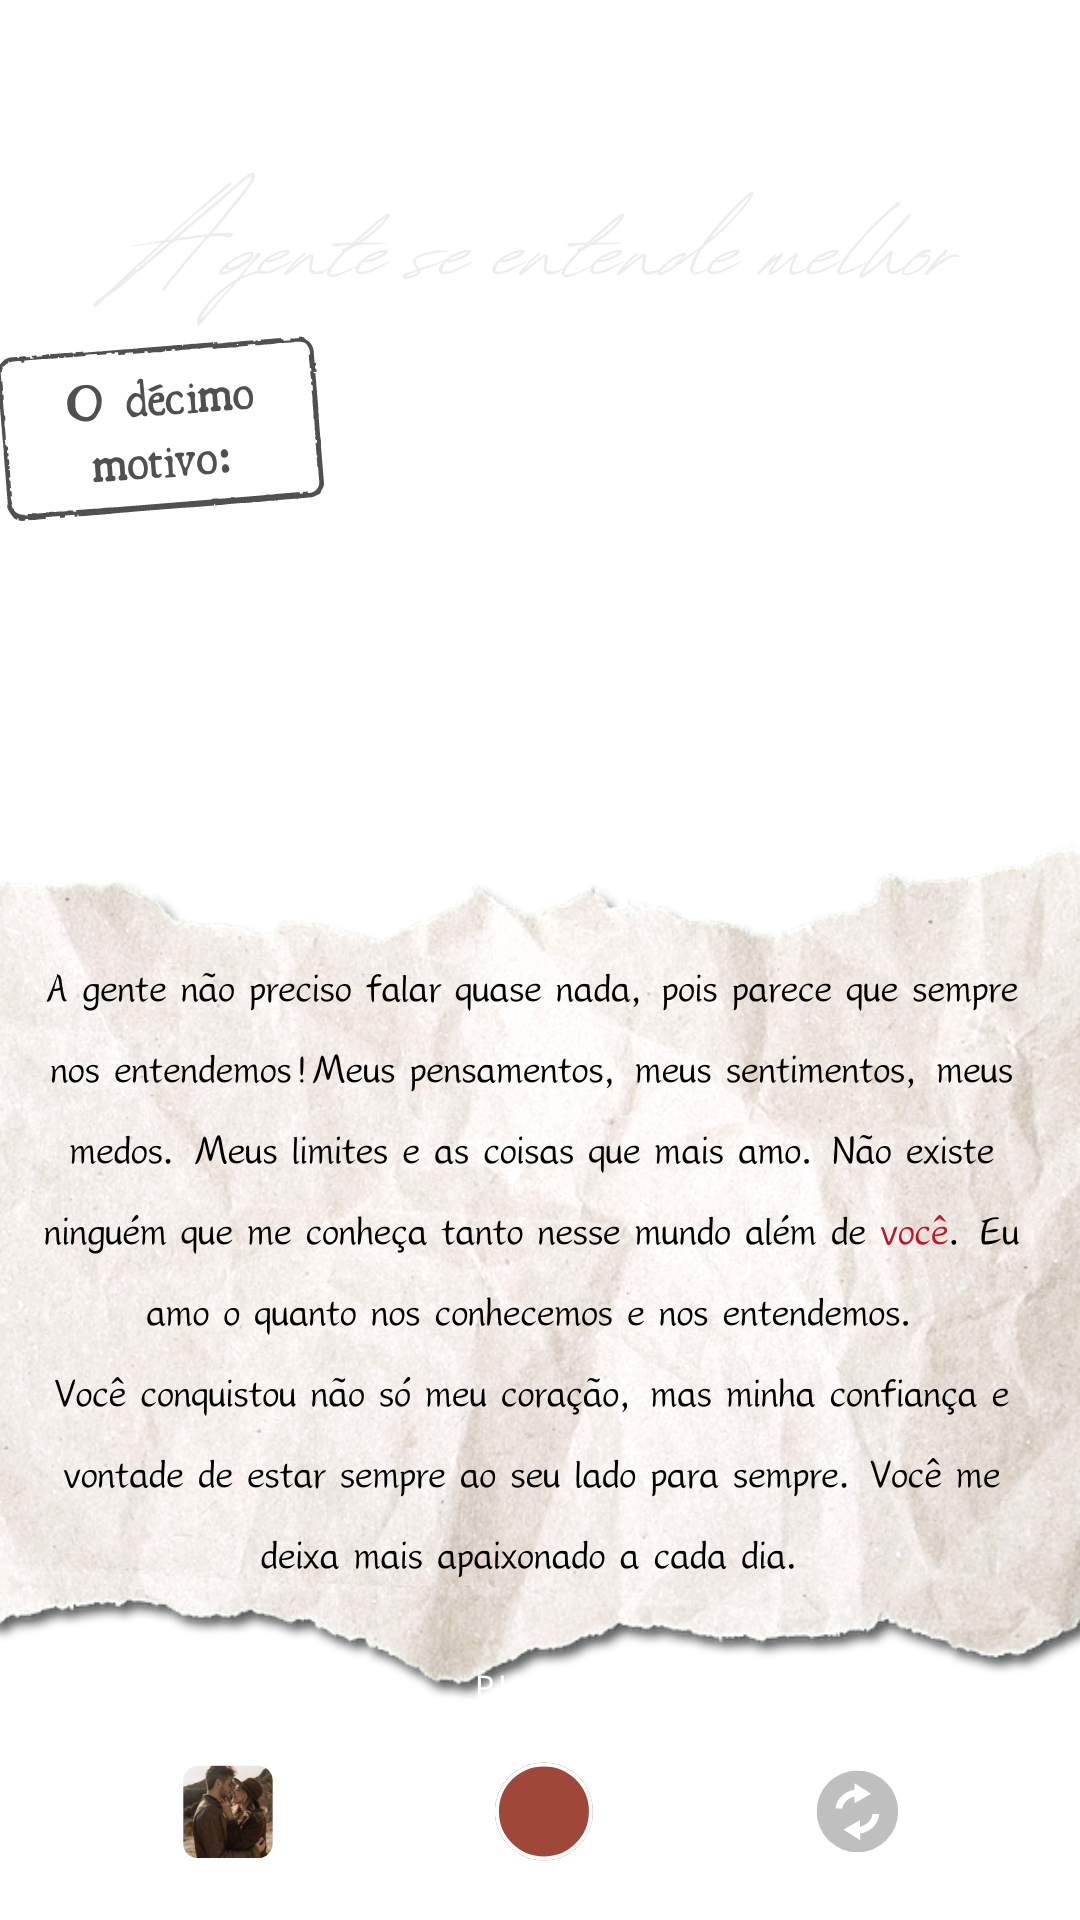 A gente se entende melhor
O décimo
motivo:
A gente não preciso falar quase nada, pois parece que sempre
nos entendemos!Meus pensamentos, meus sentimentos, meus
medos. Meus limites e as coisas que mais amo. Não existe
ninguém que me conheça tanto nesse mundo além de você. Eu
amo o quanto nos conhecemos e nos entendemos.
Você conquistou não só meu coração, mas minha confiança e
vontade de estar sempre ao seu lado para sempre. Você me
deixa mais apaixonado a cada dia.